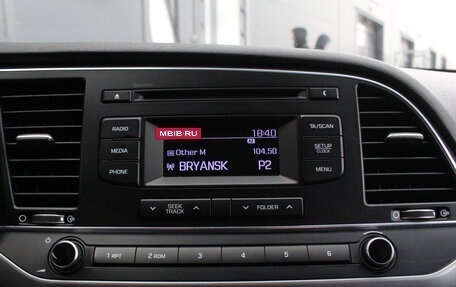 RADIO
MEDIA
PHONE
MBIB.RU
18:40
AF
Other M
104,50
BRYANSK
P2
TA/SCAN
SETUP
CLOCK
MENU
SEEK
TRACK
FOLDER
1 RPT
2 RDM
3
4
5
6